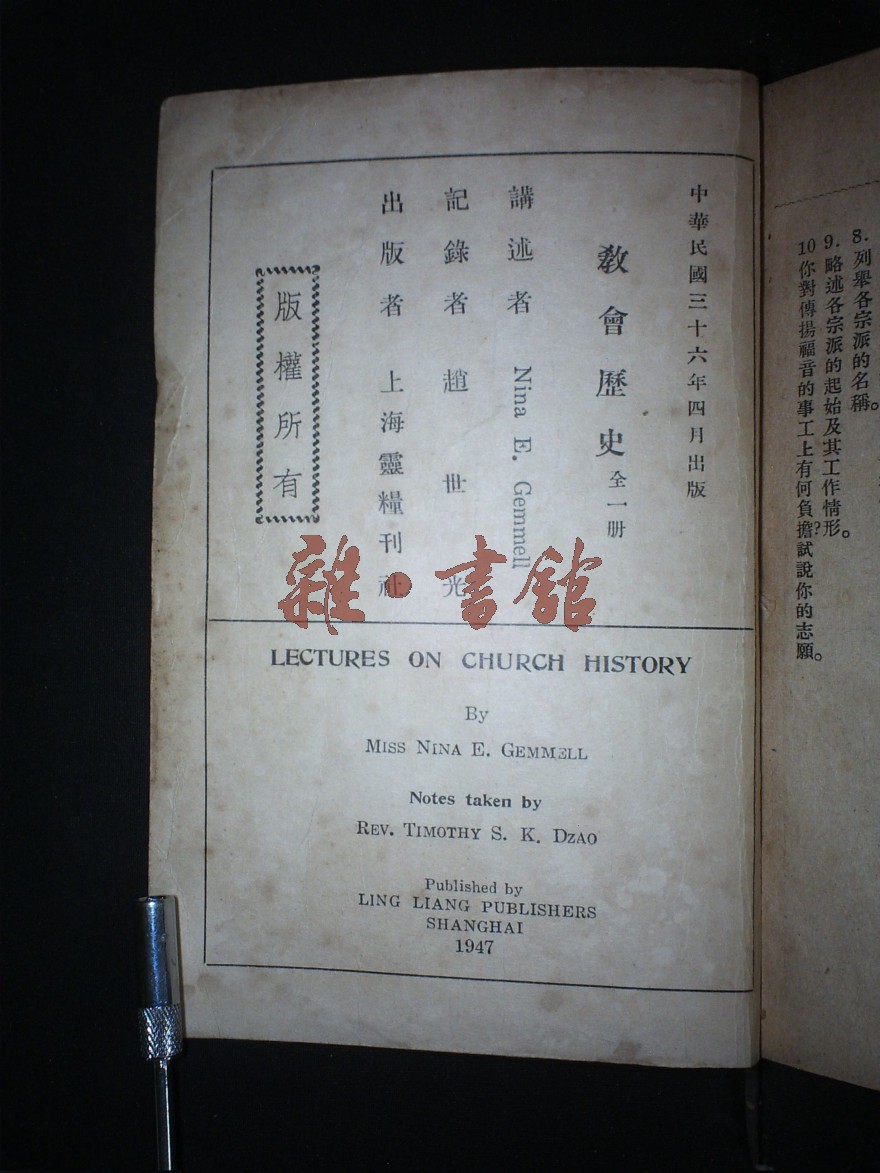 8. 列舉各宗派的名稱。
9. 略述各宗派的起始及其工作情形。
10 你對傳揚福音的事工上有何負擔？試說你的志願。
中華民國三十六年四月出版
教會歷史 全一册
講述者 Nina E. Gemmell
記錄者 趙世光
出版者 上海靈糧刊社
版權所有
雜·書館
LECTURES ON CHURCH HISTORY
By
MISS NINA E. GEMMELL
Notes taken by
REV. TIMOTHY S. K. DZAO
Published by
LING LIANG PUBLISHERS
SHANGHAI
1947